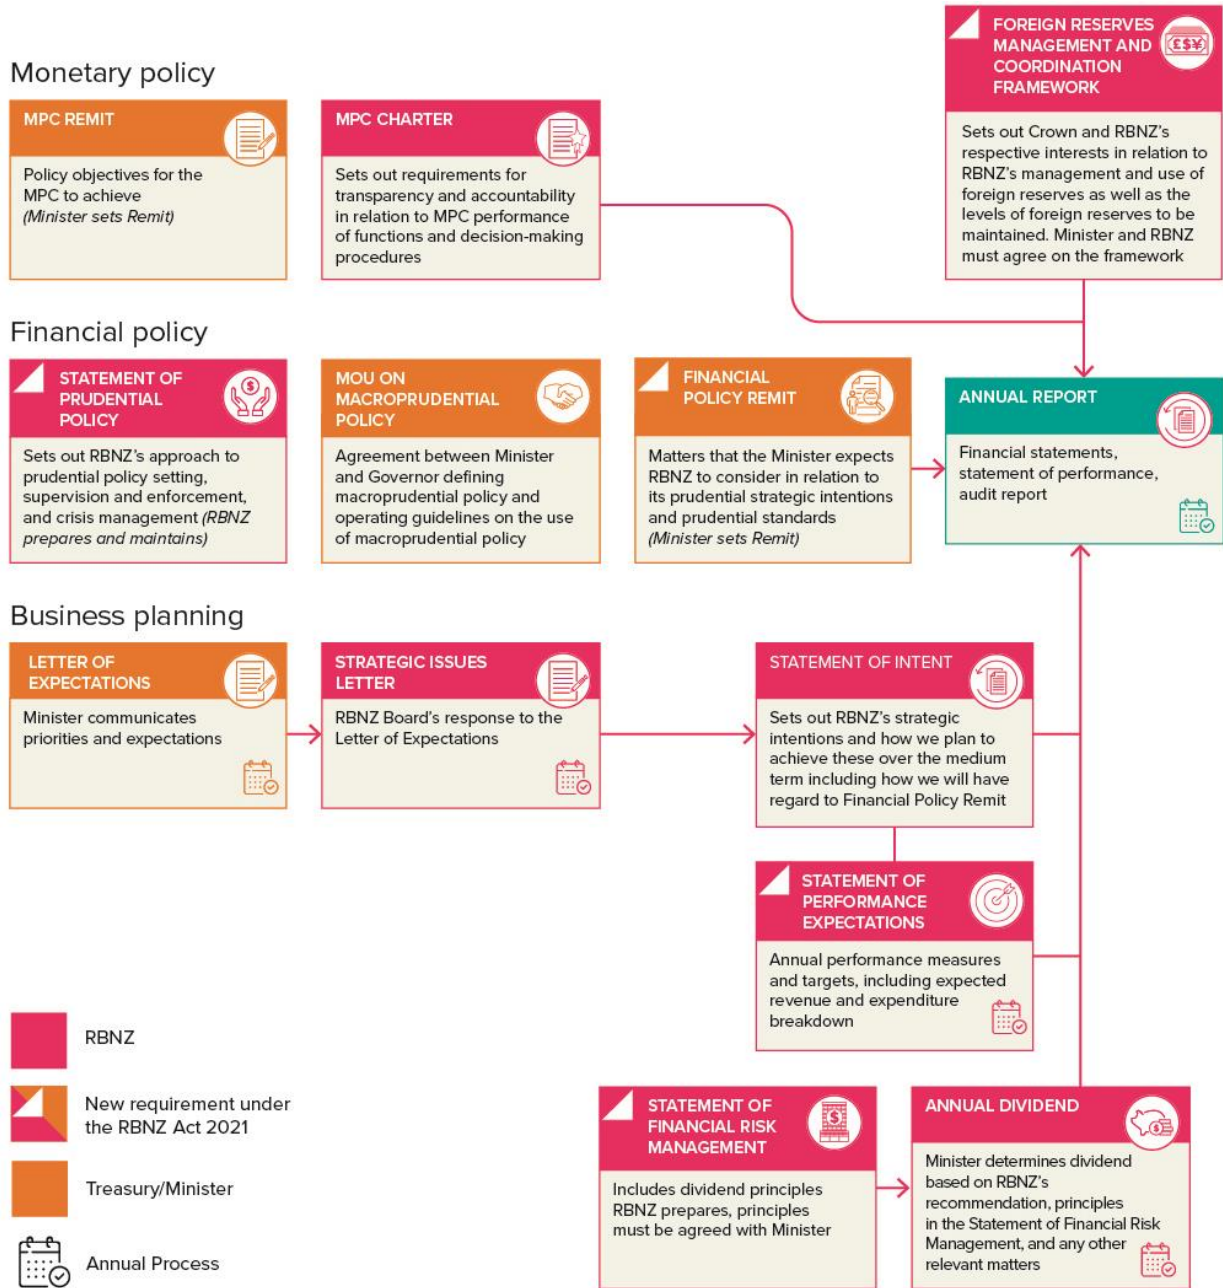 FOREIGN RESERVES
MANAGEMENT AND
COORDINATION
FRAMEWORK
£$¥
Sets out Crown and RBNZ's
respective interests in relation to
RBNZ's management and use of
foreign reserves as well as the
levels of foreign reserves to be
maintained. Minister and RBNZ
must agree on the framework
Monetary policy
MPC REMIT
Policy objectives for the
MPC to achieve
(Minister sets Remit)
MPC CHARTER
Sets out requirements for
transparency and accountability
in relation to MPC performance
of functions and decision-making
procedures
Financial policy
STATEMENT OF
PRUDENTIAL
POLICY
$
Sets out RBNZ's approach to
prudential policy setting,
supervision and enforcement,
and crisis management (RBNZ
prepares and maintains)
MOU ON
MACROPRUDENTIAL
POLICY
Agreement between Minister
and Governor defining
macroprudential policy and
operating guidelines on the use
of macroprudential policy
FINANCIAL
POLICY REMIT
Matters that the Minister expects
RBNZ to consider in relation to
its prudential strategic intentions
and prudential standards
(Minister sets Remit)
ANNUAL REPORT
Financial statements,
statement of performance,
audit report
Business planning
LETTER OF
EXPECTATIONS
Minister communicates
priorities and expectations
STRATEGIC ISSUES
LETTER
RBNZ Board's response to the
Letter of Expectations
STATEMENT OF INTENT
Sets out RBNZ's strategic
intentions and how we plan to
achieve these over the medium
term including how we will have
regard to Financial Policy Remit
STATEMENT OF
PERFORMANCE
EXPECTATIONS
Annual performance measures
and targets, including expected
revenue and expenditure
breakdown
STATEMENT OF
FINANCIAL RISK
MANAGEMENT
$
Includes dividend principles
RBNZ prepares, principles
must be agreed with Minister
ANNUAL DIVIDEND
$
Minister determines dividend
based on RBNZ's
recommendation, principles
in the Statement of Financial Risk
Management, and any other
relevant matters
RBNZ
New requirement under
the RBNZ Act 2021
Treasury/Minister
Annual Process